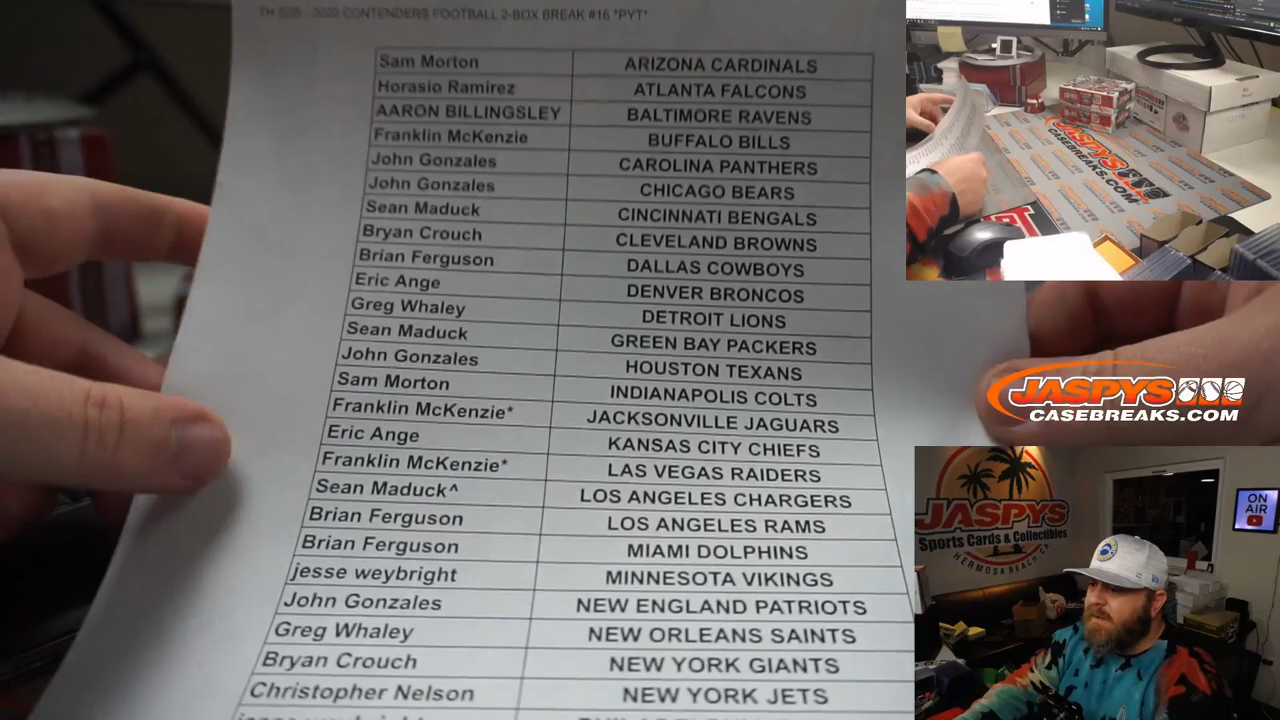 2020 CONTENDERS FOOTBALL 2-BOX BREAK #16 *PYT*
Sam Morton ARIZONA CARDINALS
Horasio Ramirez ATLANTA FALCONS
AARON BILLINGSLEY BALTIMORE RAVENS
Franklin McKenzie BUFFALO BILLS
John Gonzales CAROLINA PANTHERS
John Gonzales CHICAGO BEARS
Sean Maduck CINCINNATI BENGALS
Bryan Crouch CLEVELAND BROWNS
Brian Ferguson DALLAS COWBOYS
Eric Ange DENVER BRONCOS
Greg Whaley DETROIT LIONS
Sean Maduck GREEN BAY PACKERS
John Gonzales HOUSTON TEXANS
Sam Morton INDIANAPOLIS COLTS
Franklin McKenzie* JACKSONVILLE JAGUARS
Eric Ange KANSAS CITY CHIEFS
Franklin McKenzie* LAS VEGAS RAIDERS
Sean Maduck^ LOS ANGELES CHARGERS
Brian Ferguson LOS ANGELES RAMS
Brian Ferguson MIAMI DOLPHINS
jesse weybright MINNESOTA VIKINGS
John Gonzales NEW ENGLAND PATRIOTS
Greg Whaley NEW ORLEANS SAINTS
Bryan Crouch NEW YORK GIANTS
Christopher Nelson NEW YORK JETS
JASPYS
CASEBREAKS.COM
JASPYS
CASEBREAKS.COM
JASPYS
Sports Cards & Collectibles
HERMOSA BEACH, CA
ON
AIR